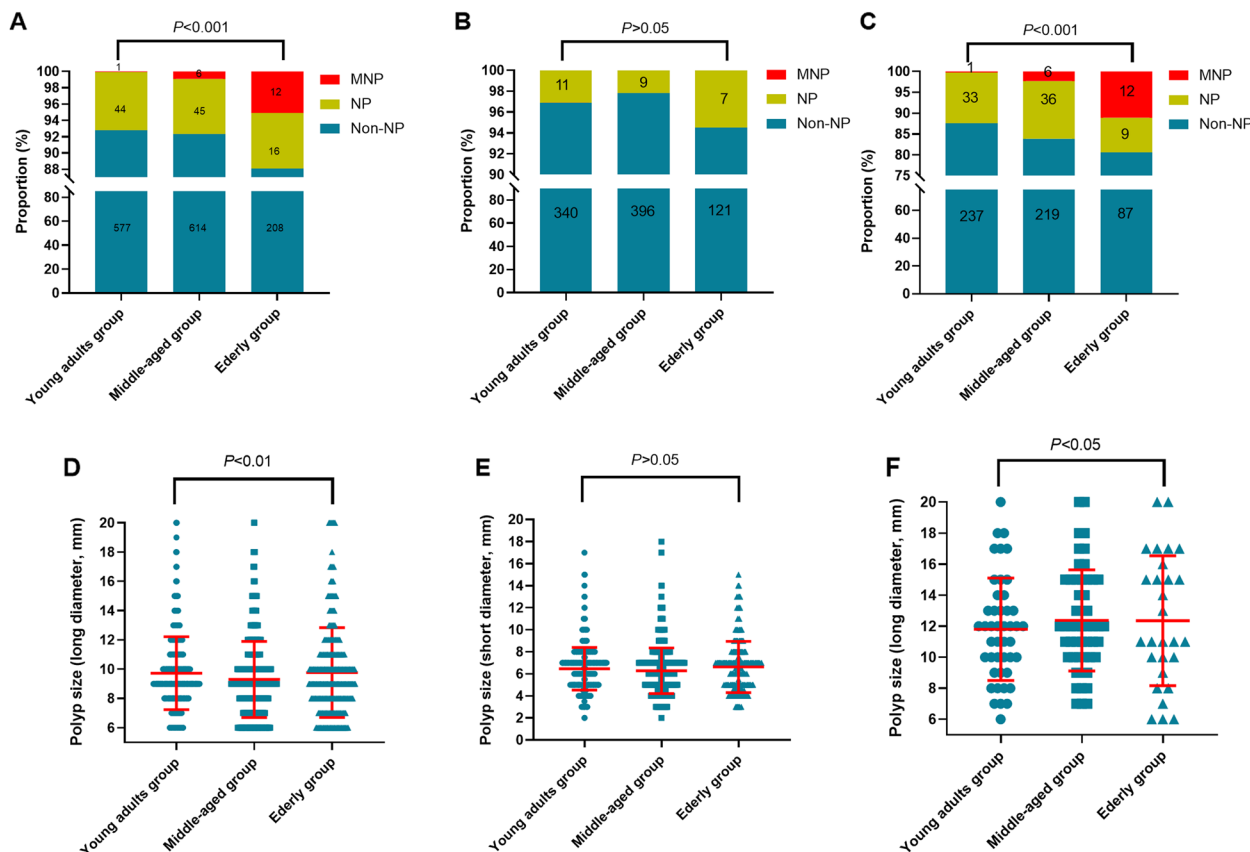 A
P<0.001
Proportion (%)
100
98
96
94
92
90
88
80
60
40
20
0
1
44
577
6
45
614
12
16
208
MNP
NP
Non-NP
Young adults group
Middle-aged group
Ederly group
B
P>0.05
Proportion (%)
100
98
96
94
92
90
80
60
40
20
0
11
340
9
396
7
121
MNP
NP
Non-NP
Young adults group
Middle-aged group
Ederly group
C
P<0.001
Proportion (%)
100
95
90
85
80
75
60
40
20
0
1
33
237
6
36
219
12
9
87
MNP
NP
Non-NP
Young adults group
Middle-aged group
Ederly group
D
P<0.01
Polyp size (long diameter, mm)
20
18
16
14
12
10
8
6
Young adults group
Middle-aged group
Ederly group
E
P>0.05
Polyp size (short diameter, mm)
20
18
16
14
12
10
8
6
4
2
0
Young adults group
Middle-aged group
Ederly group
F
P<0.05
Polyp size (long diameter, mm)
20
18
16
14
12
10
8
6
Young adults group
Middle-aged group
Ederly group